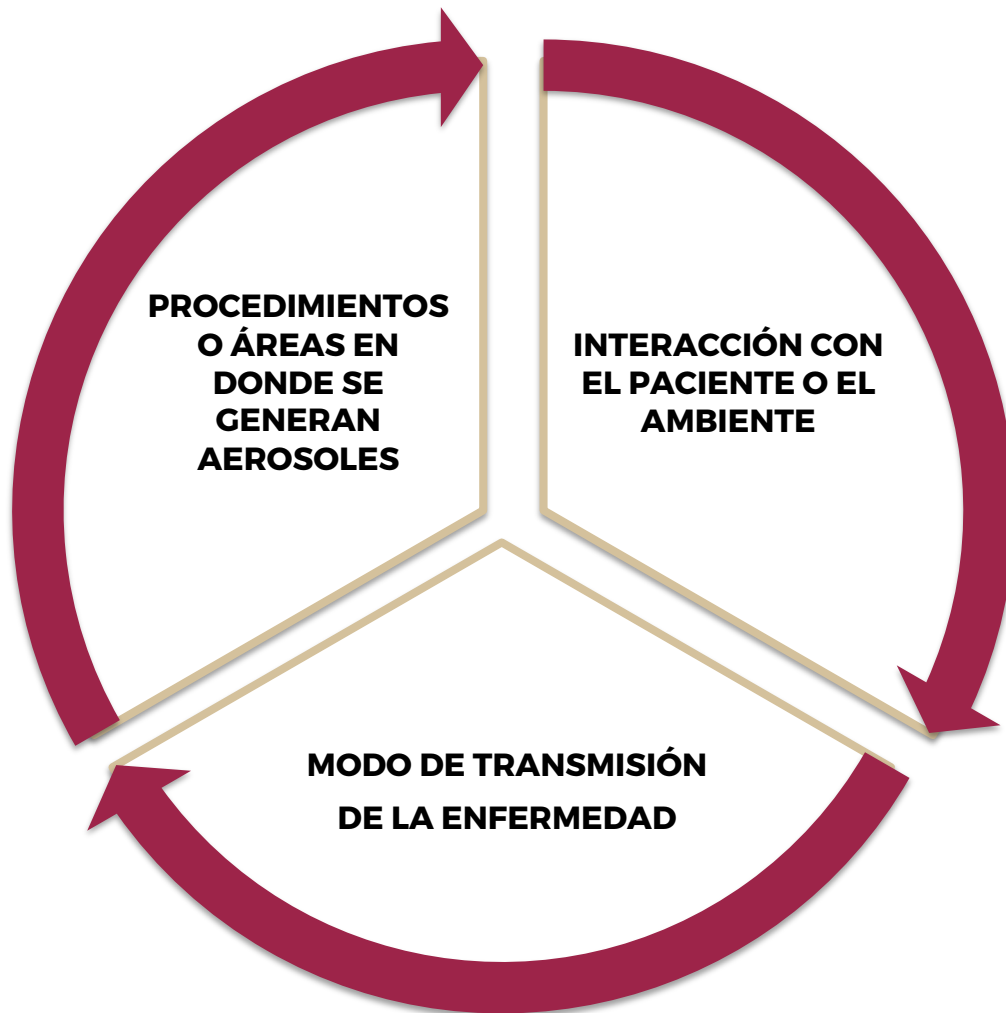 PROCEDIMIENTOS
O ÁREAS EN
DONDE SE
GENERAN
AEROSOLES
INTERACCIÓN CON
EL PACIENTE O EL
AMBIENTE
MODO DE TRANSMISIÓN
DE LA ENFERMEDAD